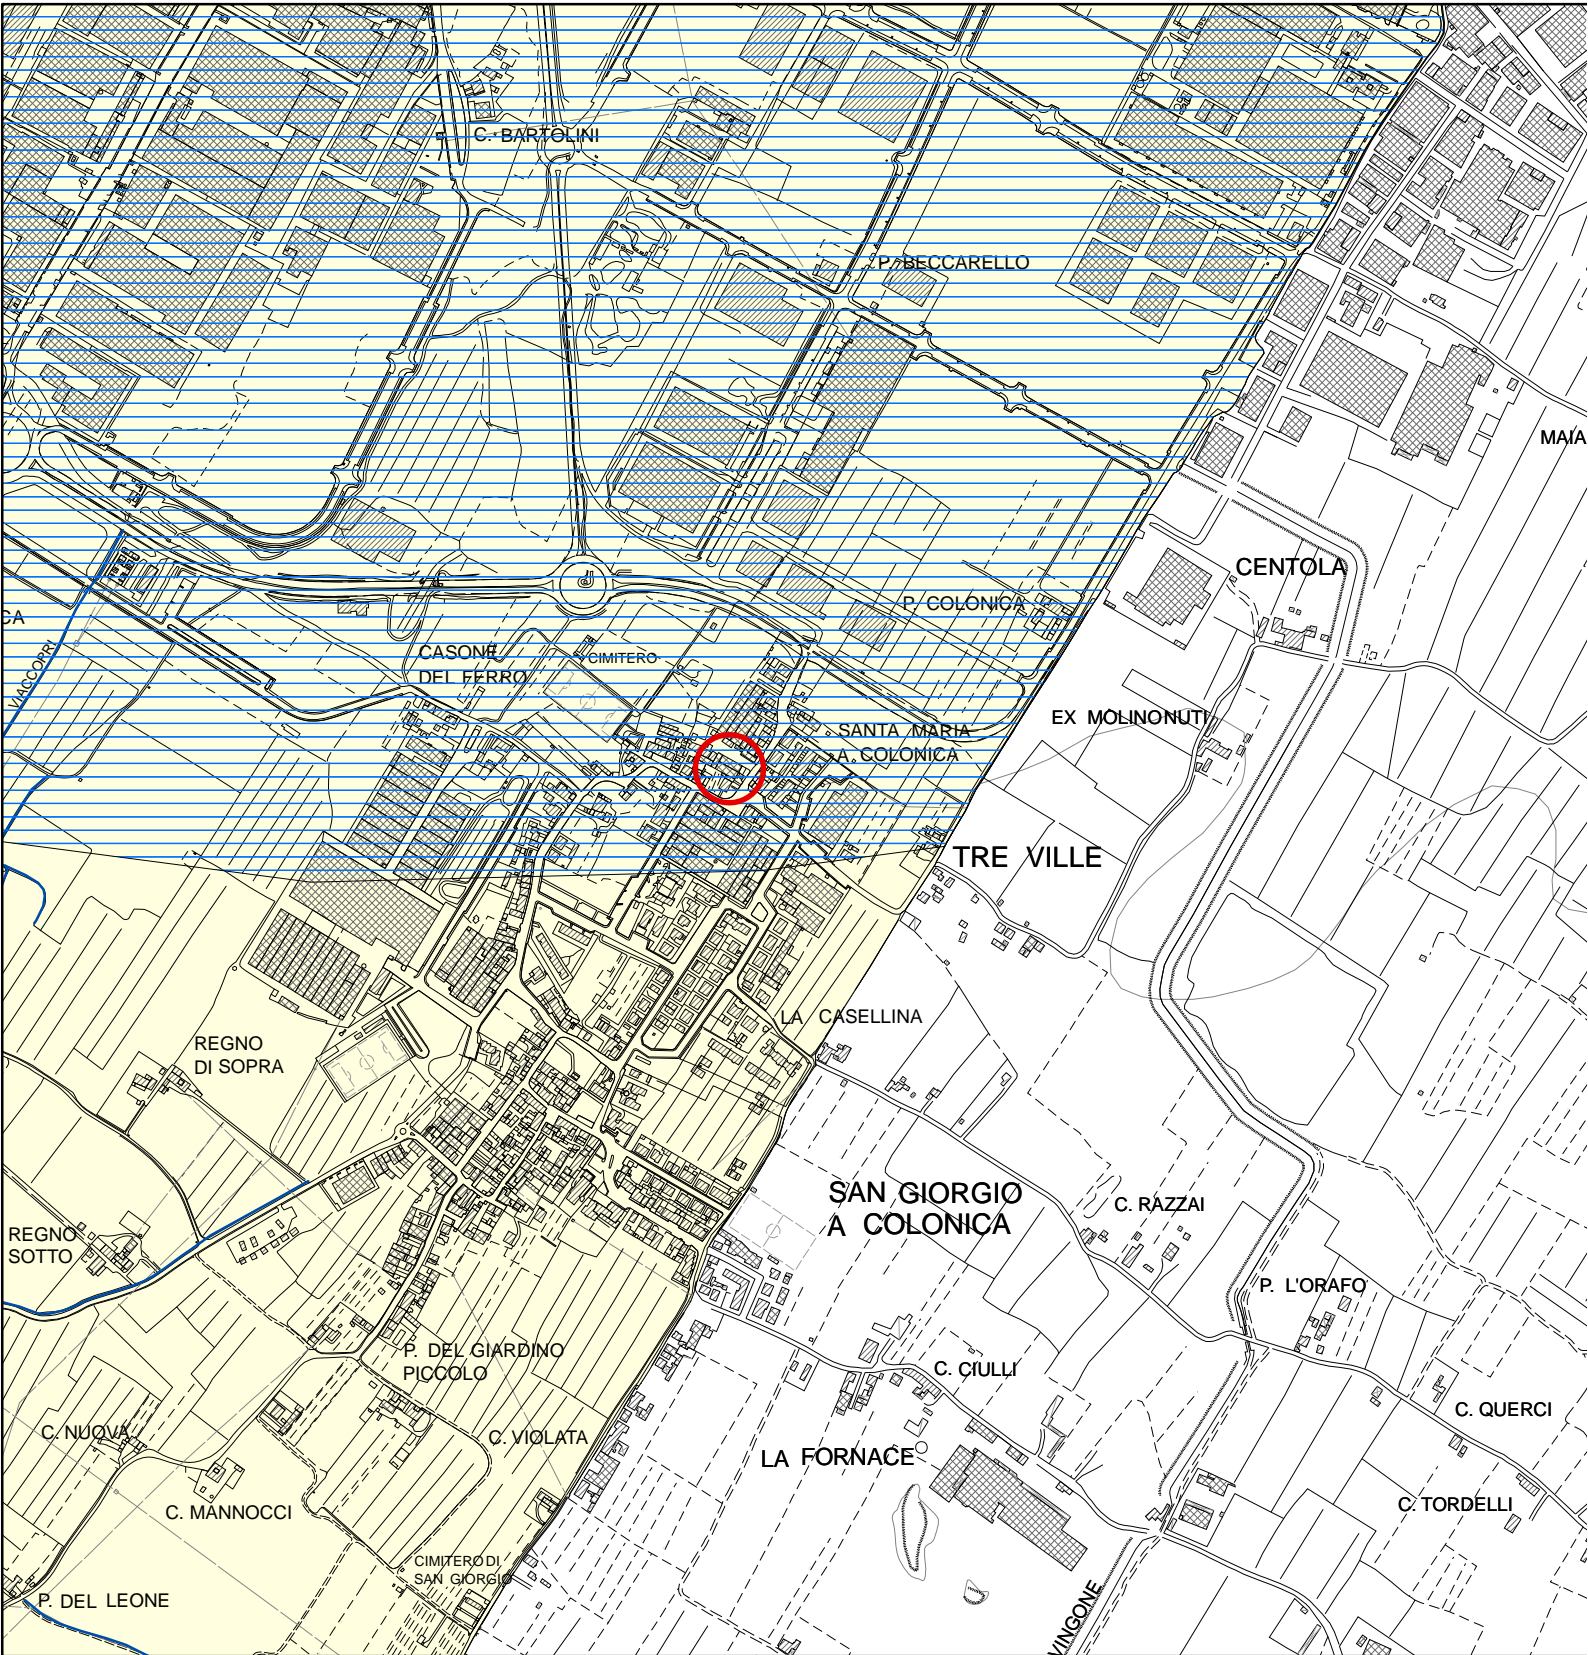 C. BARTOLINI
P. BECCARELLO
MAIA
CENTOLA
P. COLONICA
CA
VIACCOPRI
CASONE
DEL FERRO
CIMITERO
EX MOLINONUTI
SANTA MARIA
A COLONICA
TRE VILLE
LA CASELLINA
REGNO
DI SOPRA
SAN GIORGIO
A COLONICA
C. RAZZAI
REGNO
SOTTO
P. L'ORAFO
P. DEL GIARDINO
PICCOLO
C. CIULLI
C. QUERCI
C. NUOVA
C. VIOLATA
LA FORNACE
C. MANNOCCI
C. TORDELLI
CIMITERO DI
SAN GIORGIO
P. DEL LEONE
VINGONE